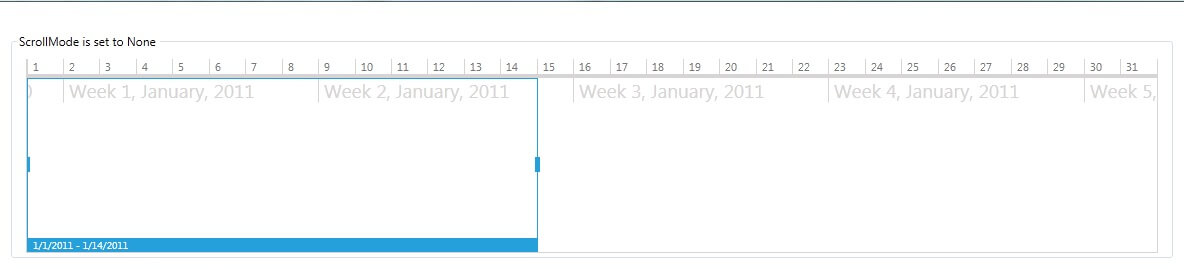 ScrollMode is set to None
1 2 3 4 5 6 7 8 9 10 11 12 13 14 15 16 17 18 19 20 21 22 23 24 25 26 27 28 29 30 31
Week 1, January, 2011 Week 2, January, 2011 Week 3, January, 2011 Week 4, January, 2011 Week 5,
1/1/2011 - 1/14/2011